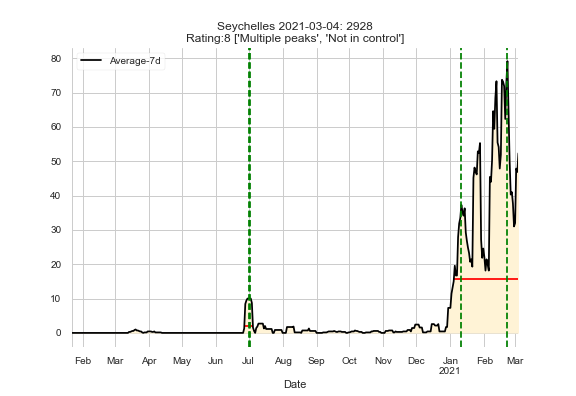 Seychelles 2021-03-04: 2928
Rating:8 ['Multiple peaks', 'Not in control']
Average-7d
80
70
60
50
40
30
20
10
0
Feb Mar Apr May Jun Jul Aug Sep Oct Nov Dec Jan Feb Mar
2021
Date